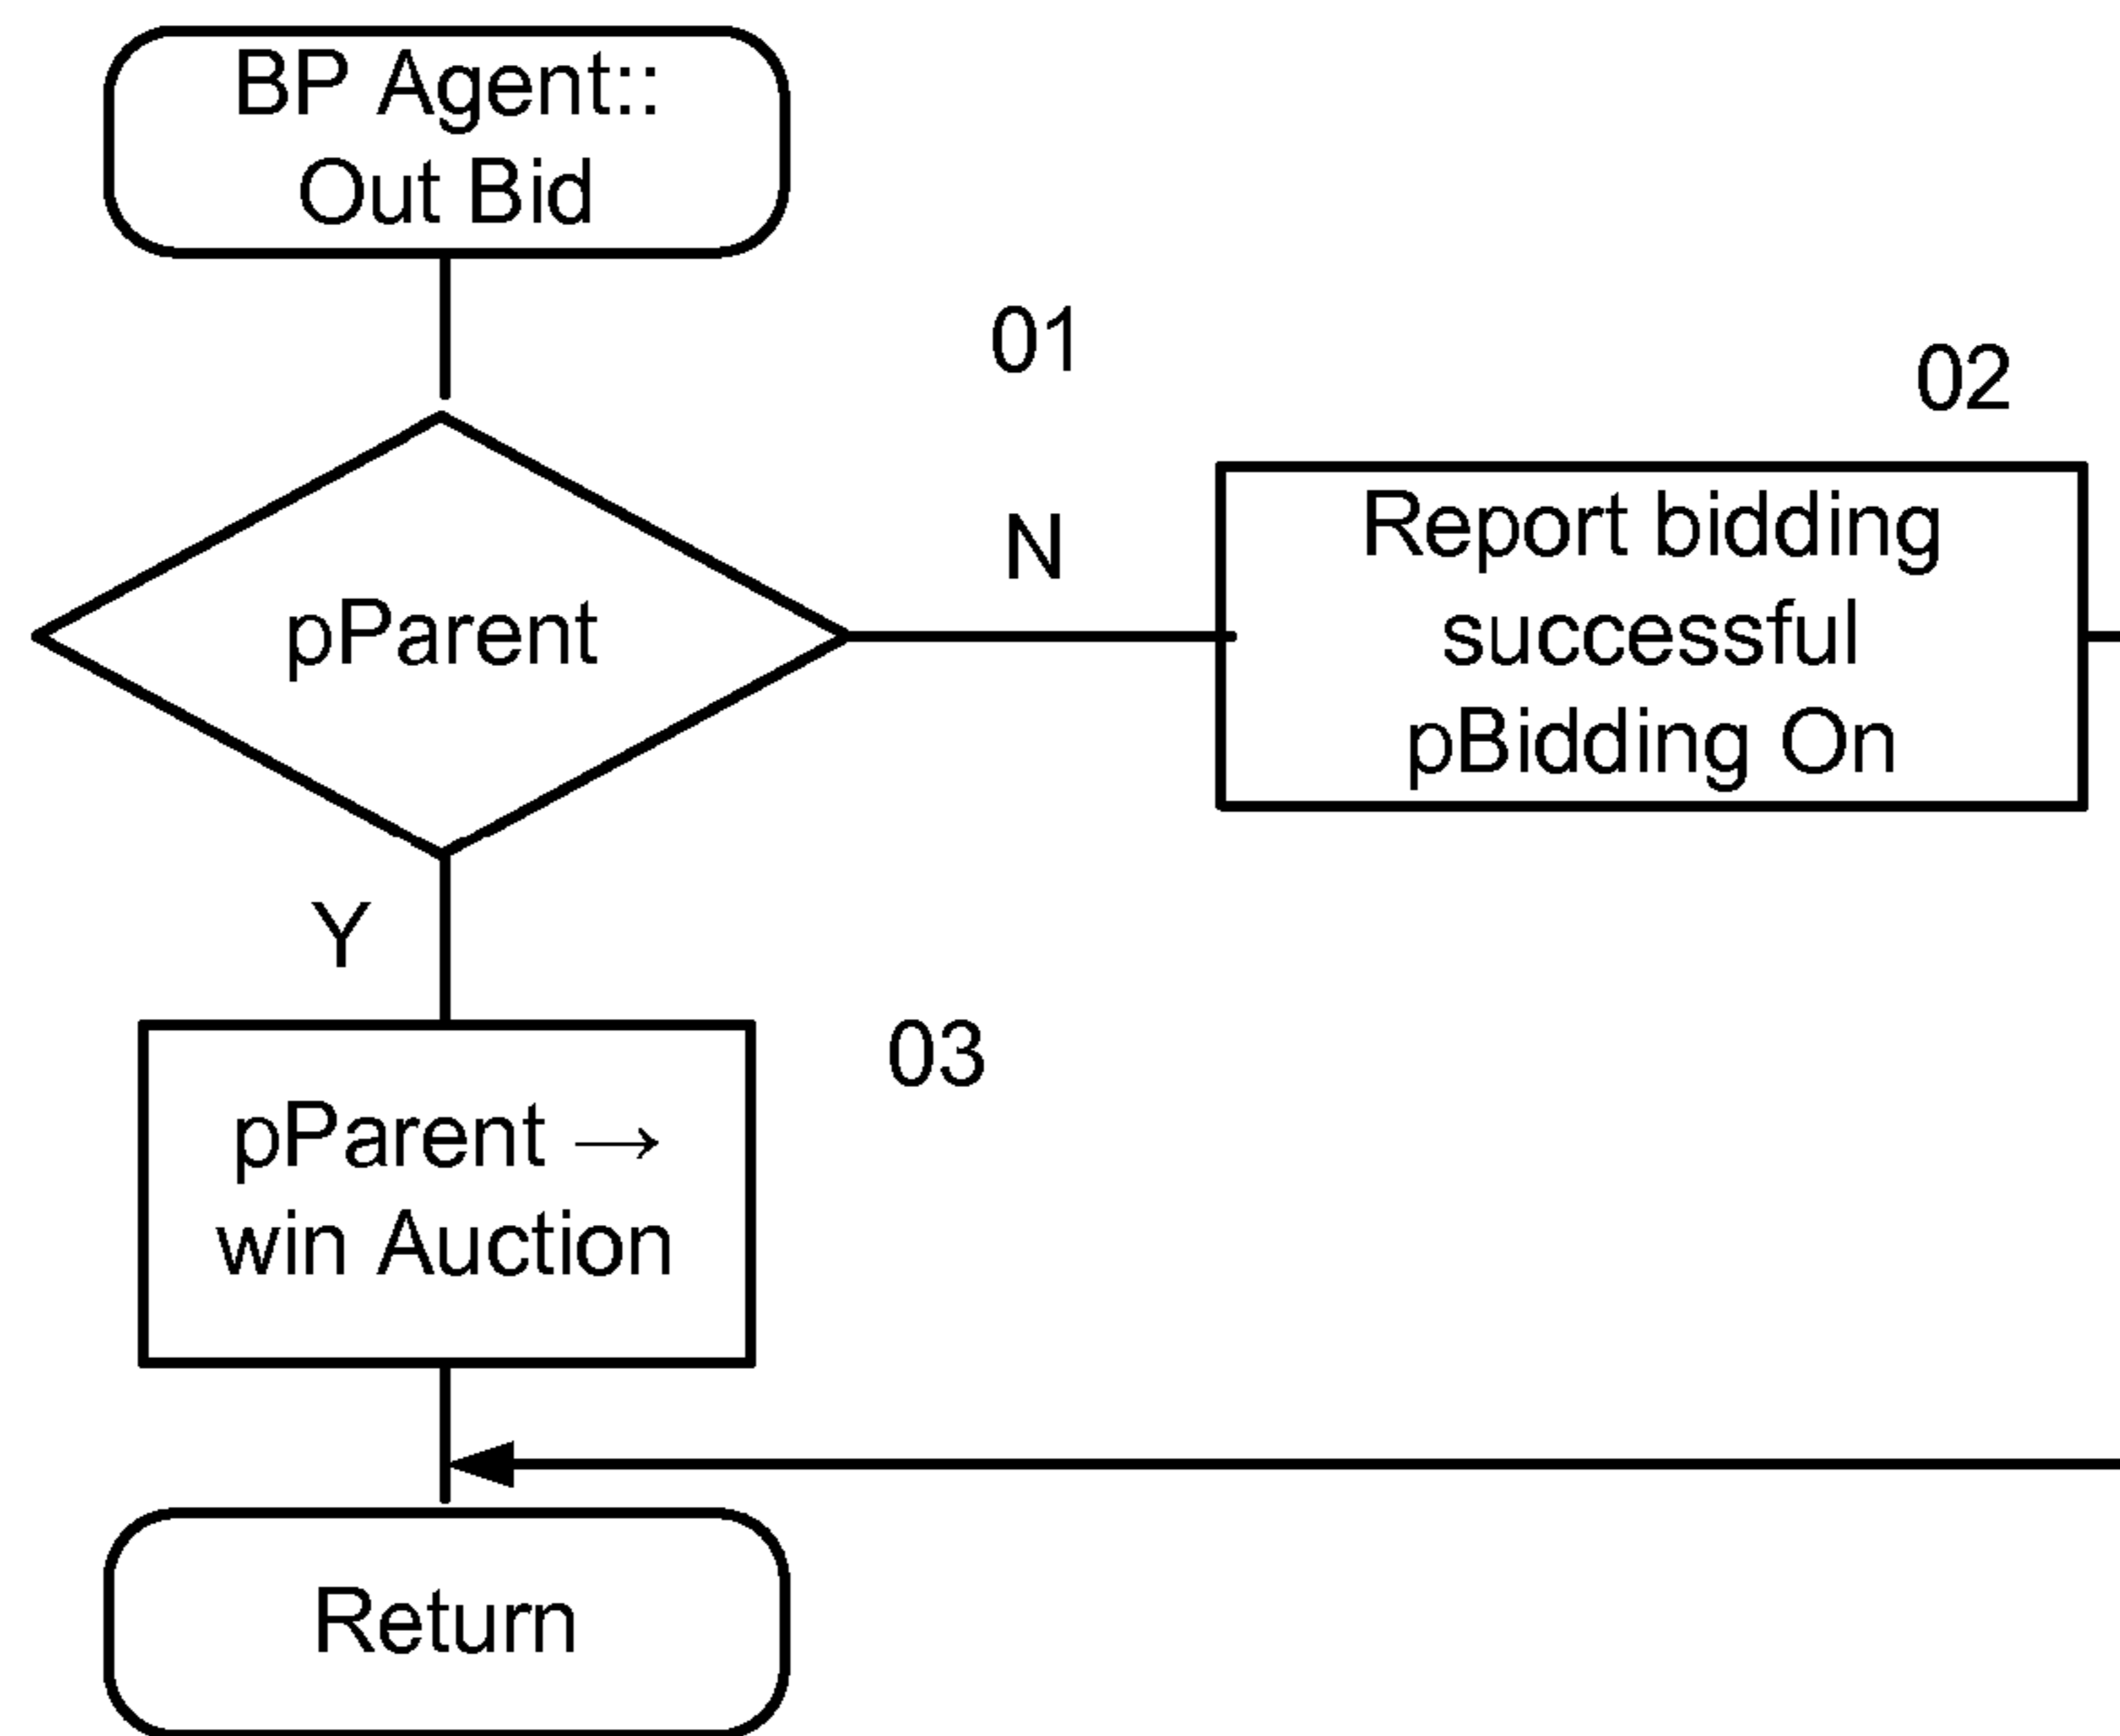 BP Agent::
Out Bid
01
02
pParent
N
Report bidding
successful
pBidding On
Y
03
pParent →
win Auction
Return